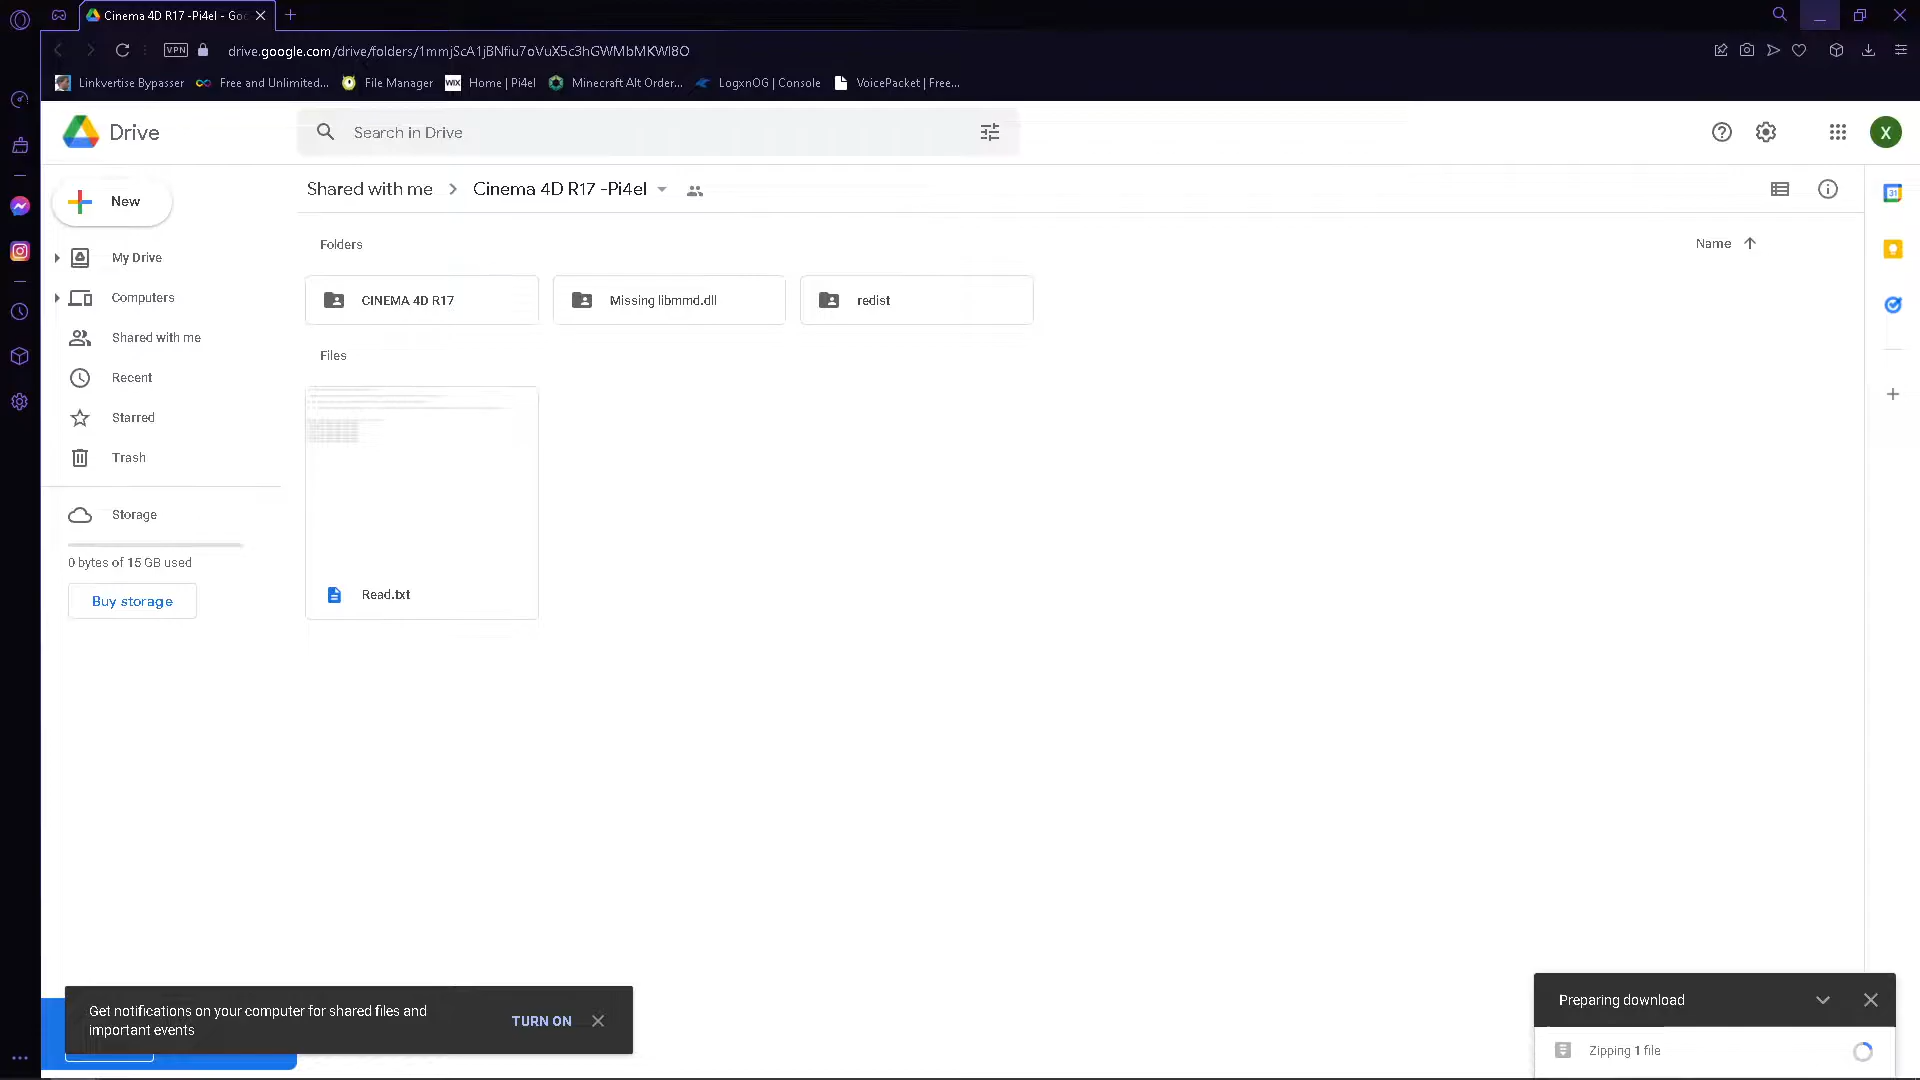 Cinema 4D R17 -Pi4el - Goo
VPN
drive.google.com/drive/folders/1mmjScA1jBNfiu7oVuX5c3hGWMbMKWl8O
Linkvertise Bypasser
Free and Unlimited...
File Manager
WIX
Home | Pi4el
Minecraft Alt Order...
LogxnOG | Console
VoicePacket | Free...
Drive
Search in Drive
X
New
Shared with me
Cinema 4D R17 -Pi4el
31
Folders
Name
My Drive
Computers
CINEMA 4D R17
Missing libmmd.dll
redist
Shared with me
Files
Recent
Starred
Trash
Storage
0 bytes of 15 GB used
Buy storage
Read.txt
Get notifications on your computer for shared files and
important events
TURN ON
Preparing download
Zipping 1 file